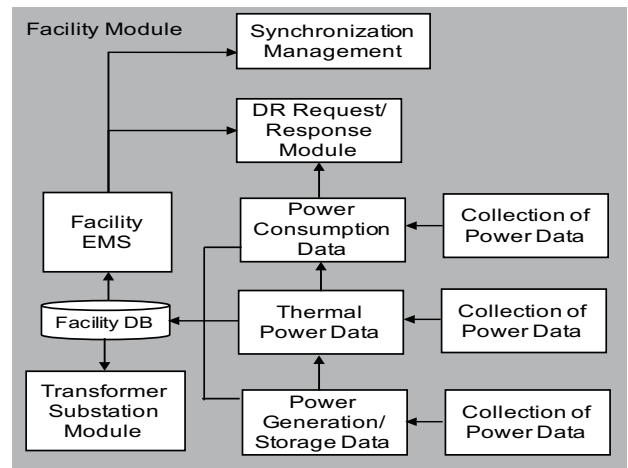 Facility Module
Synchronization
Management
DR Request/
Response
Module
Facility
EMS
Power
Consumption
Data
Collection of
Power Data
Facility DB
Thermal
Power Data
Collection of
Power Data
Transformer
Substation
Module
Power
Generation/
Storage Data
Collection of
Power Data